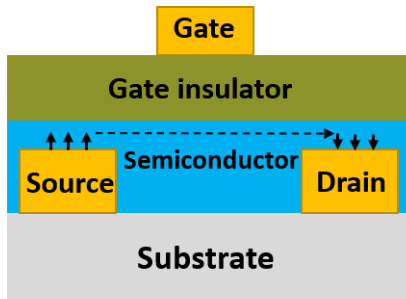 Gate
Gate insulator
Semiconductor
Source
Drain
Substrate